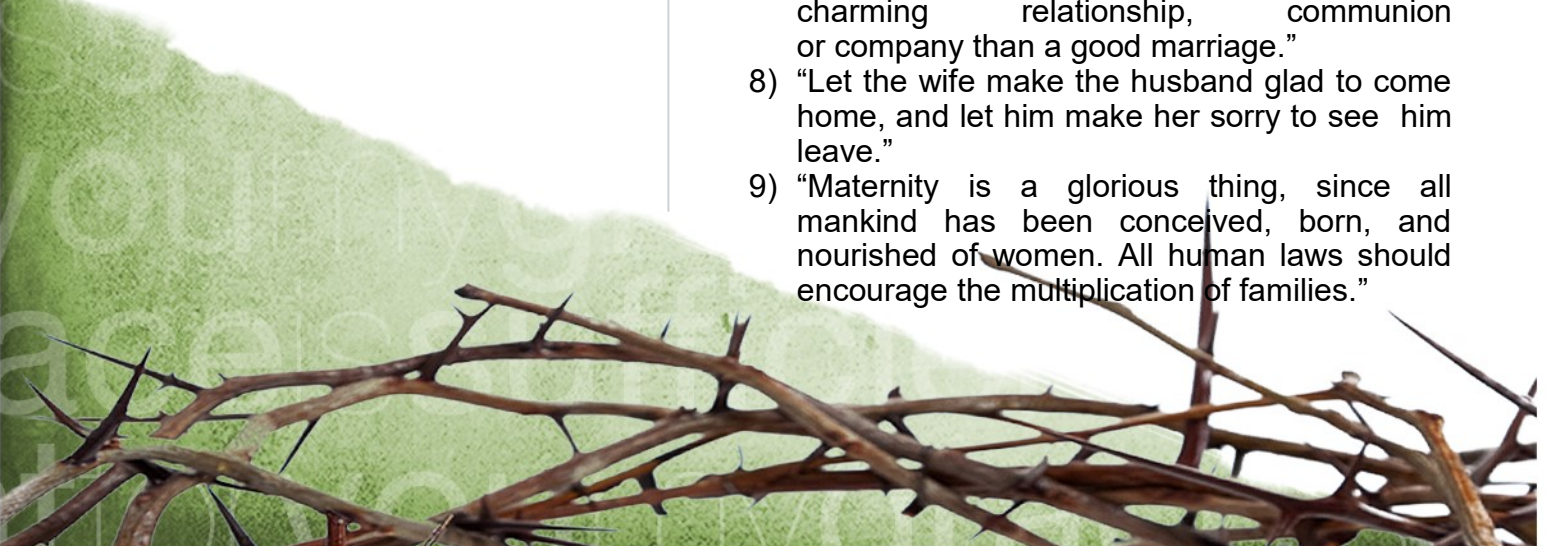 charming relationship, communion
or company than a good marriage.”
8) “Let the wife make the husband glad to come
home, and let him make her sorry to see him
leave.”
9) “Maternity is a glorious thing, since all
mankind has been conceived, born, and
nourished of women. All human laws should
encourage the multiplication of families.”